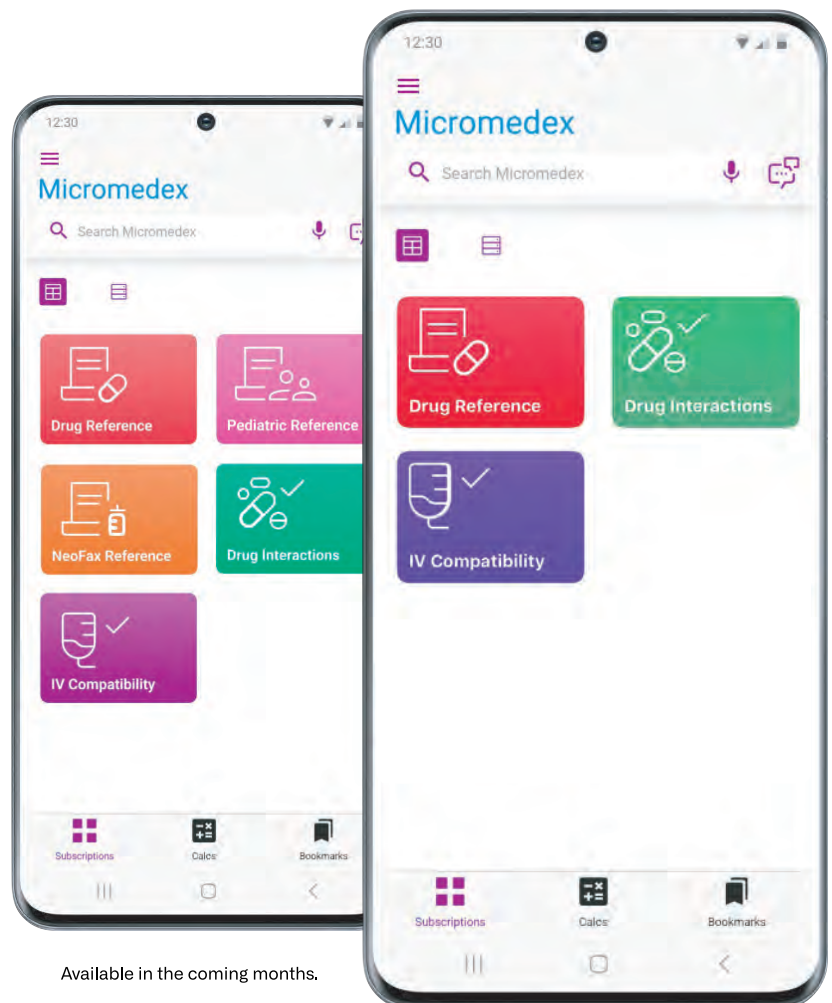 12:30
Micromedex
Search Micromedex
Drug Reference
Pediatric Reference
NeoFax Reference
Drug Interactions
IV Compatibility
Subscriptions
Calcs
Bookmarks
Available in the coming months.
12:30
Micromedex
Search Micromedex
Drug Reference
Drug Interactions
IV Compatibility
Subscriptions
Calcs
Bookmarks